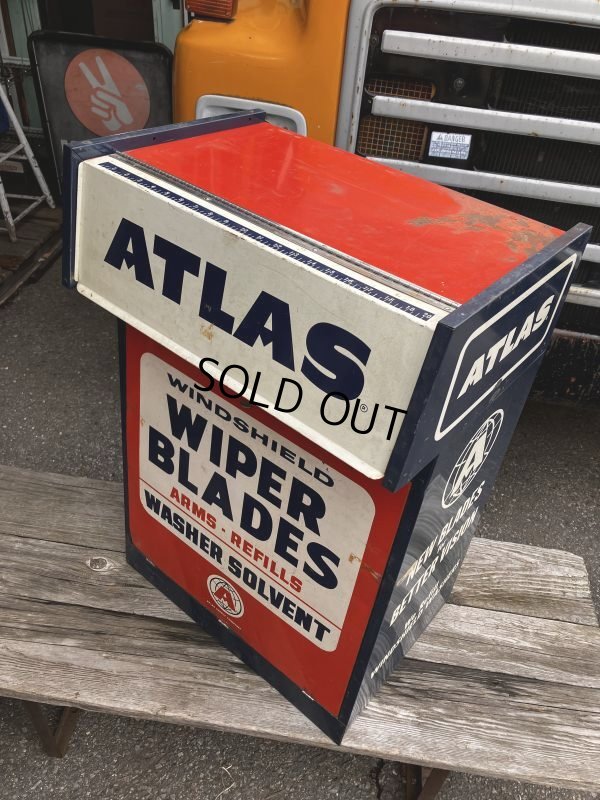 DANGER
ATLAS
ATLAS
®
SOLD OUT
WINDSHIELD
WIPER
BLADES
ARMS - REFILLS
WASHER SOLVENT
A
A
NEW BLADES
BETTER VISION